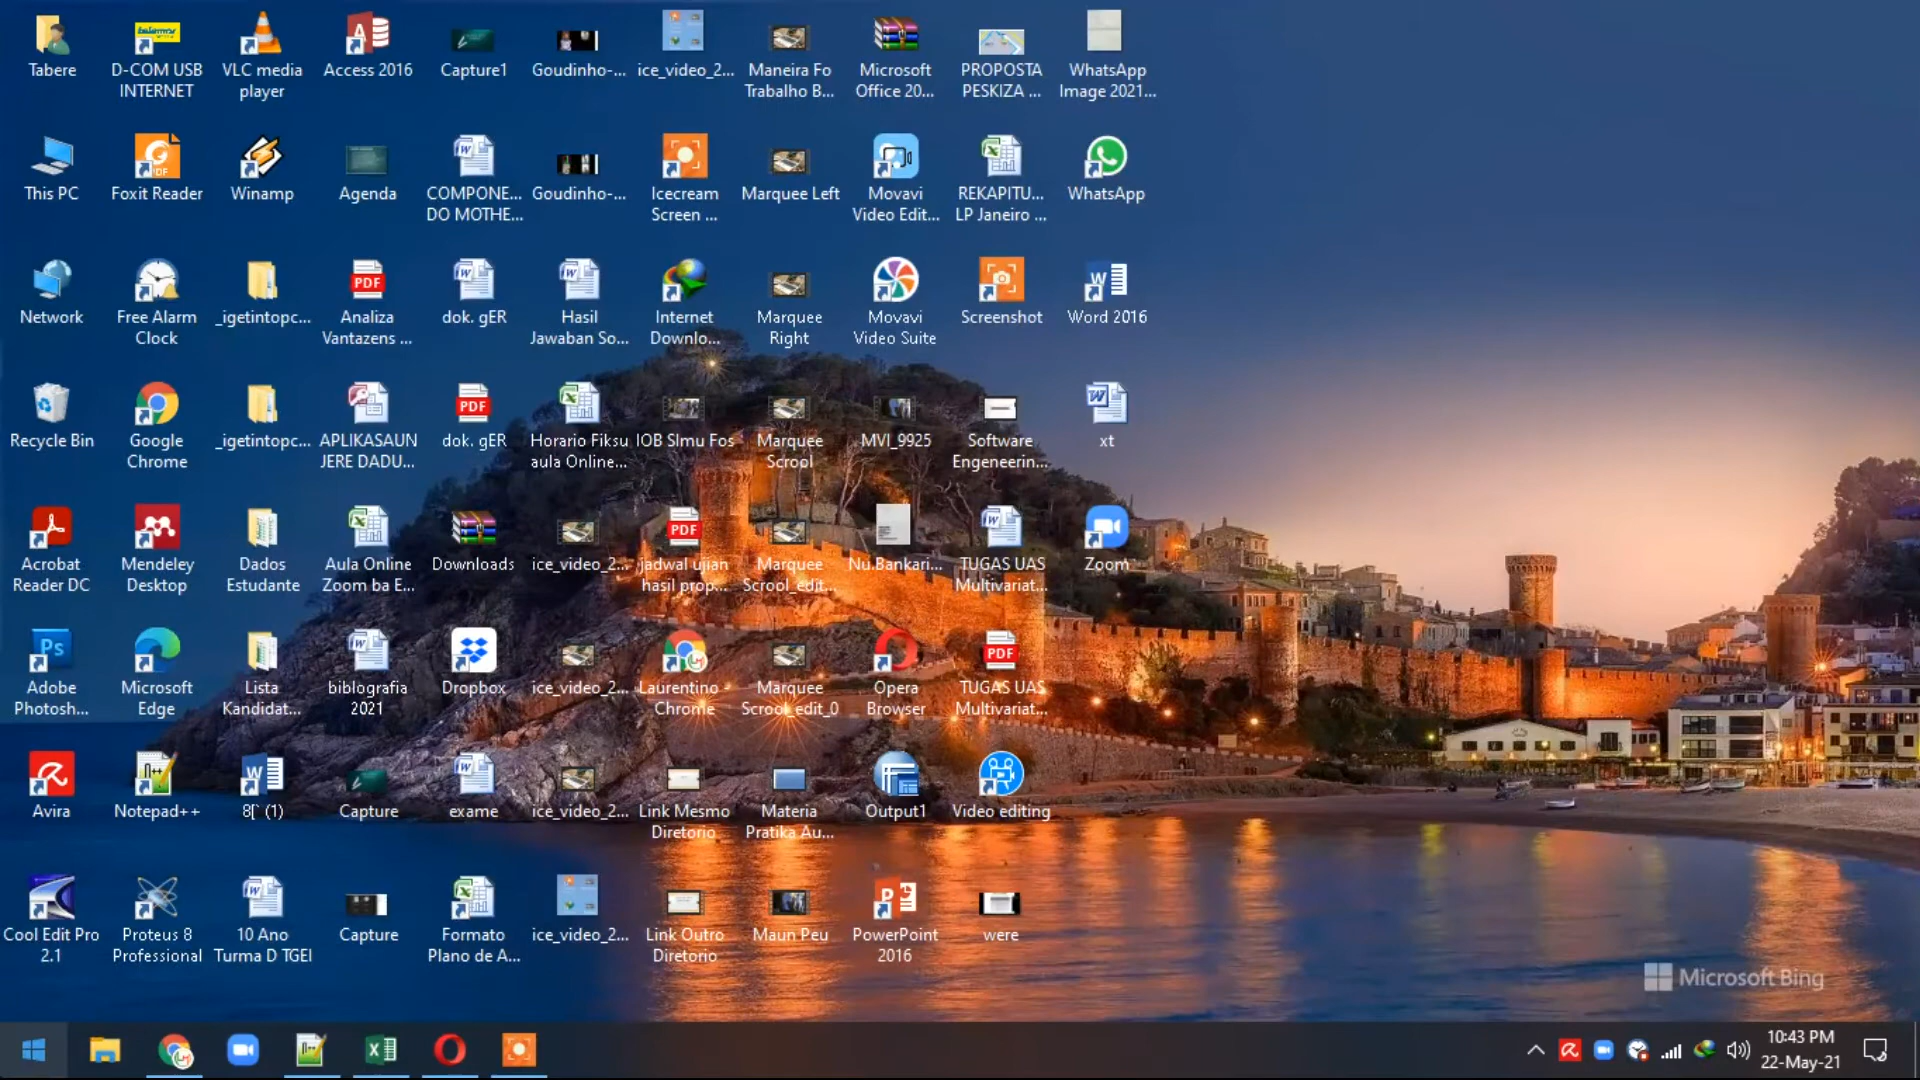 Tabere
D-COM USB
INTERNET
VLC media
player
Access 2016
Capture1
Goudinho-...
ice_video_2...
Maneira Fo
Trabalho B...
Microsoft
Office 20...
PROPOSTA
PESKIZA ...
WhatsApp
Image 2021...
This PC
Foxit Reader
Winamp
Agenda
COMPONE...
DO MOTHE...
Goudinho-...
Icecream
Screen ...
Marquee Left
Movavi
Video Edit...
REKAPITU...
LP Janeiro ...
WhatsApp
Network
Free Alarm
Clock
_igetintopc...
Analiza
Vantazens ...
dok. gER
Hasil
Jawaban So...
Internet
Downlo...
Marquee
Right
Movavi
Video Suite
Screenshot
Word 2016
Recycle Bin
Google
Chrome
_igetintopc...
APLIKASAUN
JERE DADU...
dok. gER
Horario Fiksu
aula Online...
IOB SImu Fos
Marquee
Scrool
MVI_9925
Software
Engeneerin...
xt
Acrobat
Reader DC
Mendeley
Desktop
Dados
Estudante
Aula Online
Zoom ba E...
Downloads
ice_video_2...
jadwal ujian
hasil prop...
Marquee
Scrool_edit...
Nu.Bankari...
TUGAS UAS
Multivariat...
Zoom
Adobe
Photosh...
Microsoft
Edge
Lista
Kandidat...
biblografia
2021
Dropbox
ice_video_2...
Laurentino -
Chrome
Marquee
Scrool_edit_0
Opera
Browser
TUGAS UAS
Multivariat...
Avira
Notepad++
8[` (1)
Capture
exame
ice_video_2...
Link Mesmo
Diretorio
Materia
Pratika Au...
Output1
Video editing
Cool Edit Pro
2.1
Proteus 8
Professional
10 Ano
Turma D TGEI
Capture
Formato
Plano de A...
ice_video_2...
Link Outro
Diretorio
Maun Peu
PowerPoint
2016
were
Microsoft Bing
10:43 PM
22-May-21